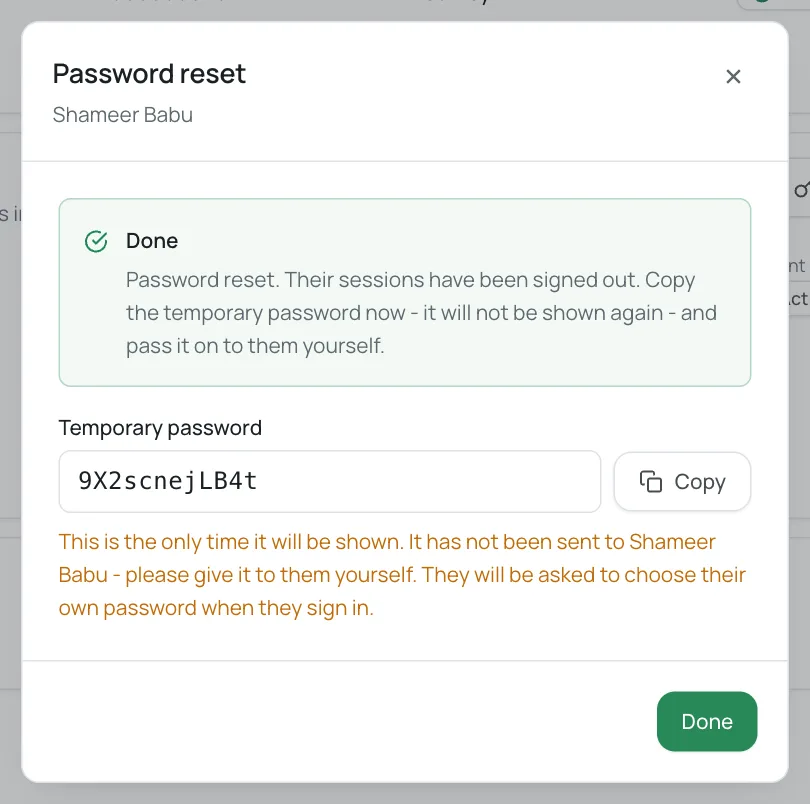 Password reset
Shameer Babu
Done
Password reset. Their sessions have been signed out. Copy
the temporary password now - it will not be shown again - and
pass it on to them yourself.
Temporary password
9X2scnejLB4t
Copy
This is the only time it will be shown. It has not been sent to Shameer
Babu - please give it to them yourself. They will be asked to choose their
own password when they sign in.
Done